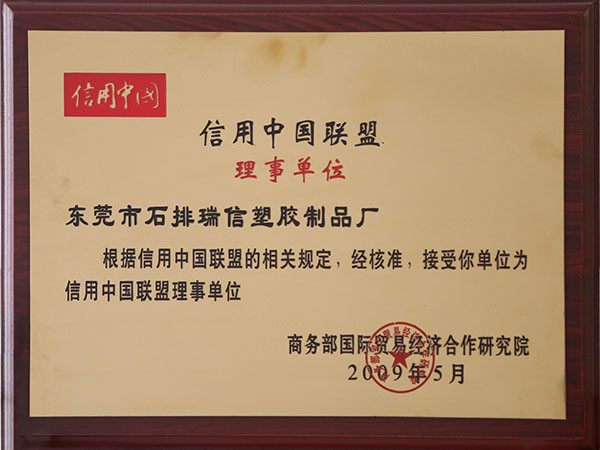 信用中国
信用中国联盟
理事单位
东莞市石排瑞信塑胶制品厂
根据信用中国联盟的相关规定,经核准,接受你单位为
信用中国联盟理事单位
商务部国际贸易经济合作研究院
2009年5月